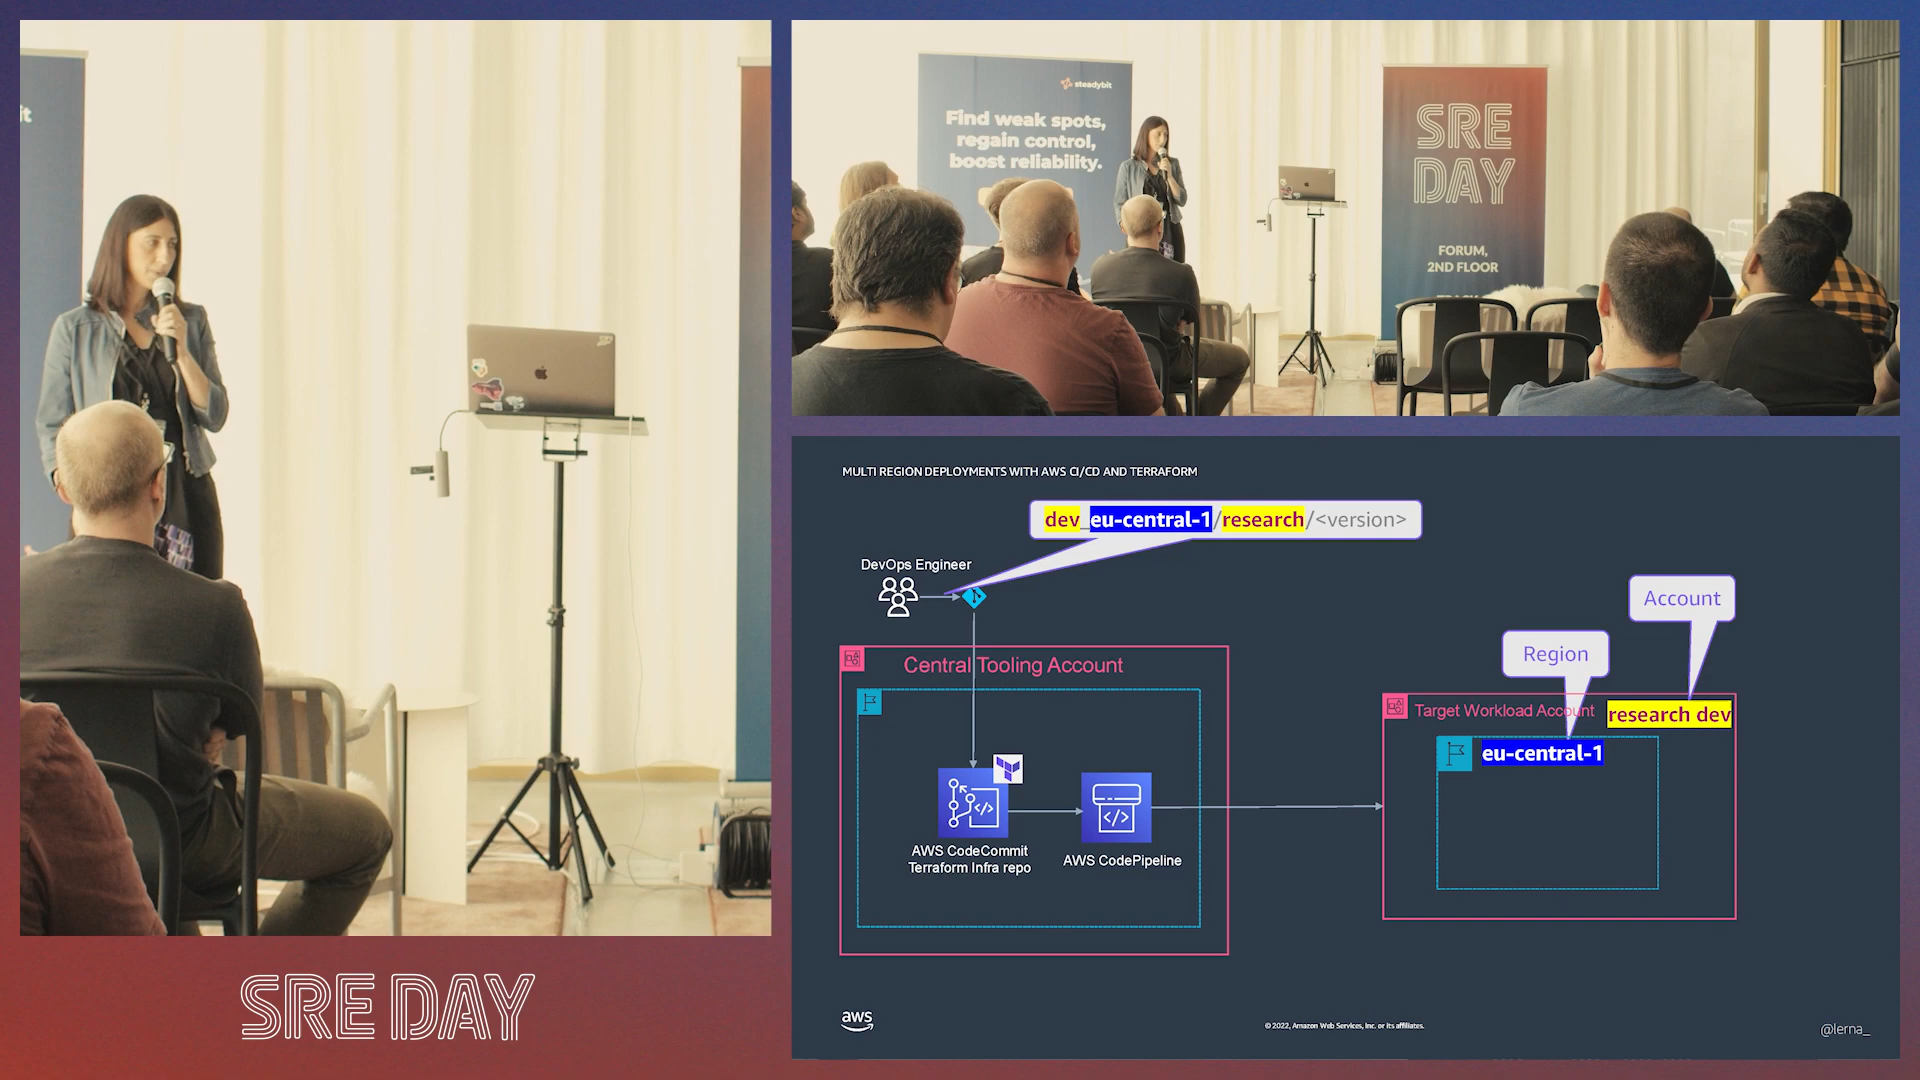 it
steadybit
Find weak spots,
regain control,
boost reliability.
SRE
DAY
FORUM,
2ND FLOOR
MULTI REGION DEPLOYMENTS WITH AWS CI/CD AND TERRAFORM
dev_eu-central-1/research/<version>
DevOps Engineer
Account
Region
Central Tooling Account
Target Workload Account
research dev
eu-central-1
AWS CodeCommit
Terraform Infra repo
AWS CodePipeline
aws
© 2022, Amazon Web Services, Inc. or its affiliates.
@lerna_
SRE DAY